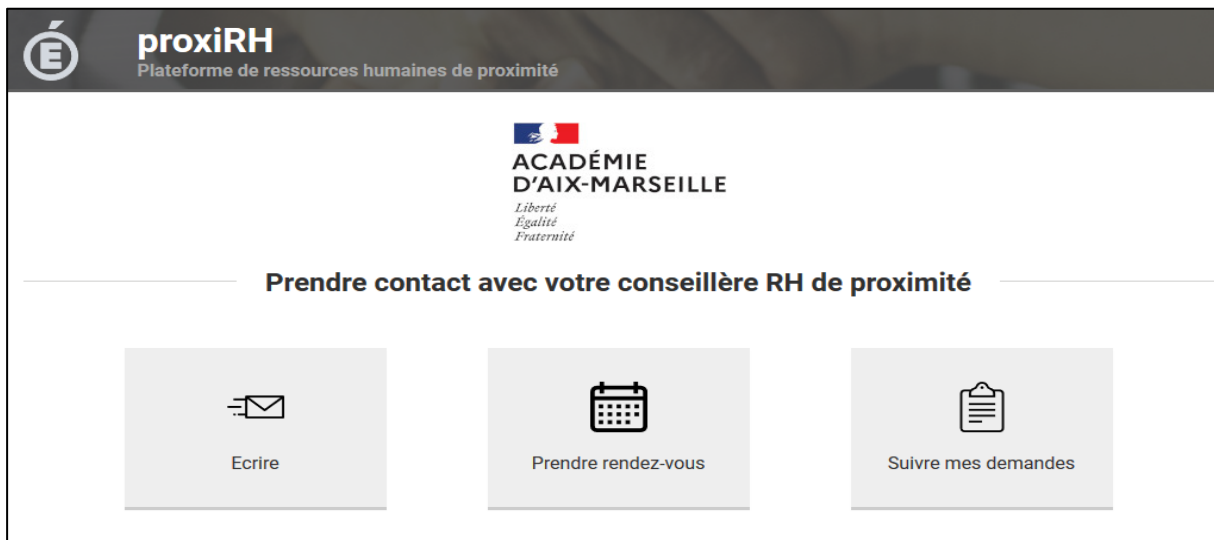 É
proxiRH
Plateforme de ressources humaines de proximité
ACADÉMIE
D'AIX-MARSEILLE
Liberté
Égalité
Fraternité
Prendre contact avec votre conseillère RH de proximité
Ecrire
Prendre rendez-vous
Suivre mes demandes